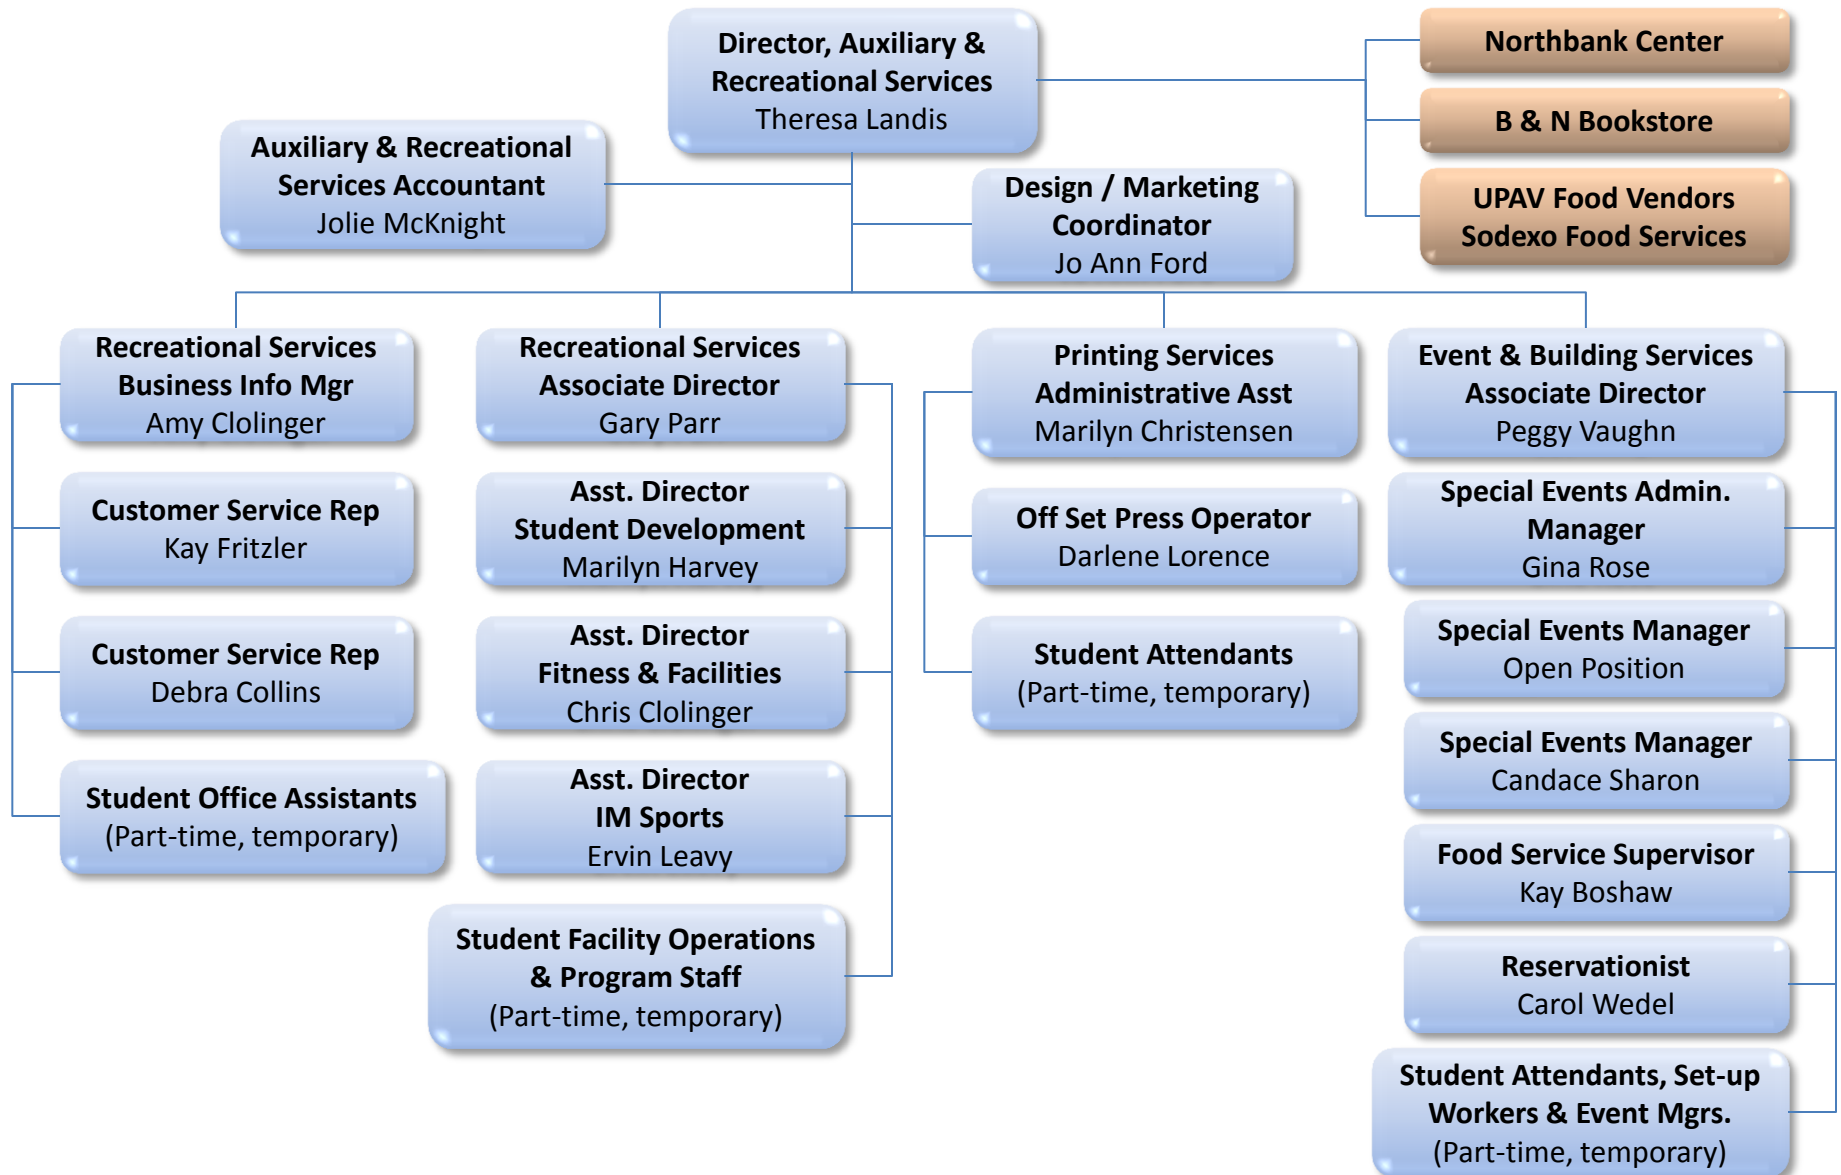 Director, Auxiliary &
Recreational Services
Theresa Landis
Northbank Center
B & N Bookstore
UPAV Food Vendors
Sodexo Food Services
Auxiliary & Recreational
Services Accountant
Jolie McKnight
Design / Marketing
Coordinator
Jo Ann Ford
Recreational Services
Business Info Mgr
Amy Clolinger
Customer Service Rep
Kay Fritzler
Customer Service Rep
Debra Collins
Student Office Assistants
(Part-time, temporary)
Recreational Services
Associate Director
Gary Parr
Asst. Director
Student Development
Marilyn Harvey
Asst. Director
Fitness & Facilities
Chris Clolinger
Asst. Director
IM Sports
Ervin Leavy
Student Facility Operations
& Program Staff
(Part-time, temporary)
Printing Services
Administrative Asst
Marilyn Christensen
Off Set Press Operator
Darlene Lorence
Student Attendants
(Part-time, temporary)
Event & Building Services
Associate Director
Peggy Vaughn
Special Events Admin.
Manager
Gina Rose
Special Events Manager
Open Position
Special Events Manager
Candace Sharon
Food Service Supervisor
Kay Boshaw
Reservationist
Carol Wedel
Student Attendants, Set-up
Workers & Event Mgrs.
(Part-time, temporary)